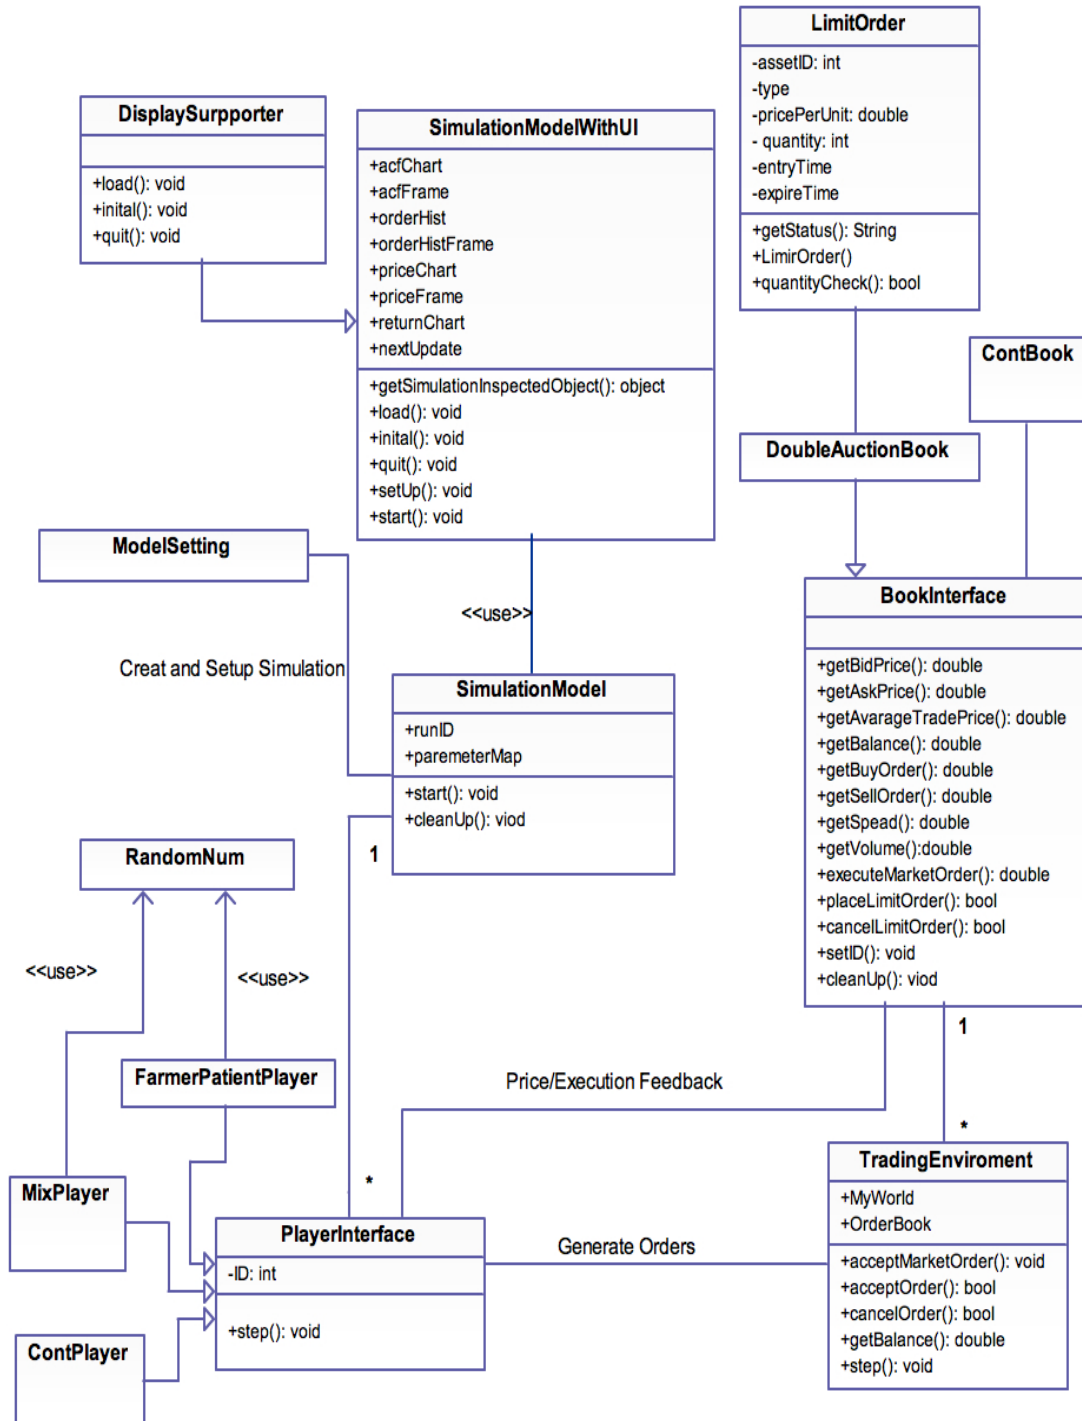 LimitOrder
-assetID: int
-type
-pricePerUnit: double
- quantity: int
-entryTime
-expireTime
+getStatus(): String
+LimirOrder()
+quantityCheck(): bool
DisplaySurpporter
+load(): void
+inital(): void
+quit(): void
SimulationModelWithUI
+acfChart
+acfFrame
+orderHist
+orderHistFrame
+priceChart
+priceFrame
+returnChart
+nextUpdate
+getSimulationInspectedObject(): object
+load(): void
+inital(): void
+quit(): void
+setUp(): void
+start(): void
ContBook
DoubleAuctionBook
ModelSetting
<<use>>
Creat and Setup Simulation
BookInterface
+getBidPrice(): double
+getAskPrice(): double
+getAvarageTradePrice(): double
+getBalance(): double
+getBuyOrder(): double
+getSellOrder(): double
+getSpead(): double
+getVolume():double
+executeMarketOrder(): double
+placeLimitOrder(): bool
+cancelLimitOrder(): bool
+setID(): void
+cleanUp(): viod
SimulationModel
+runID
+paremeterMap
+start(): void
+cleanUp(): viod
1
RandomNum
<<use>>
<<use>>
FarmerPatientPlayer
Price/Execution Feedback
1
*
MixPlayer
*
PlayerInterface
-ID: int
+step(): void
Generate Orders
TradingEnviroment
+MyWorld
+OrderBook
+acceptMarketOrder: void
+acceptOrder(): bool
+cancelOrder(): bool
+getBalance(): double
+step(): void
ContPlayer